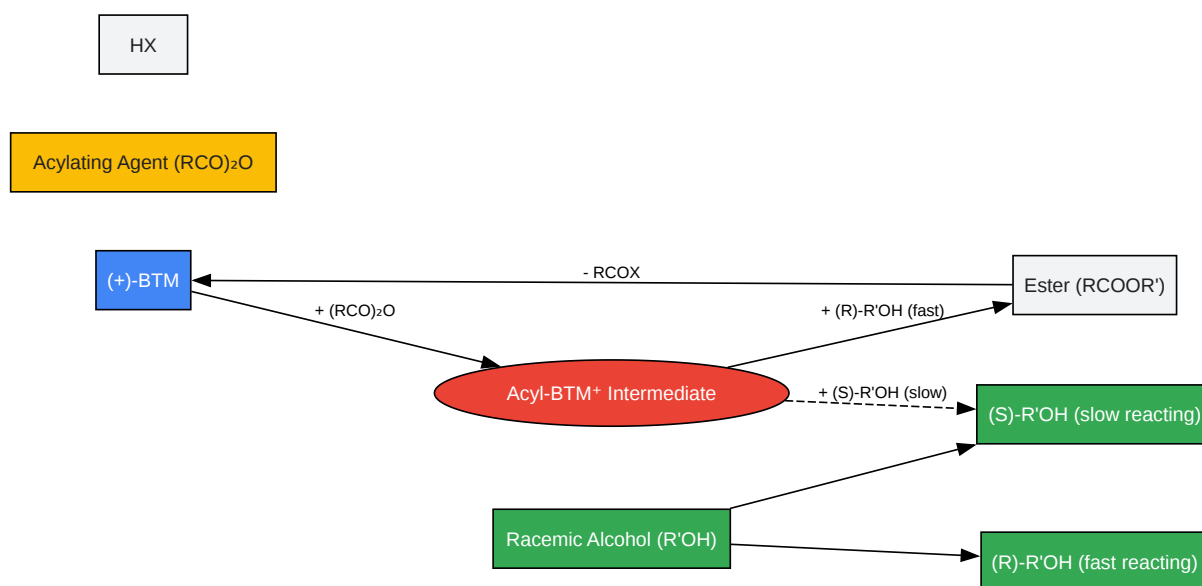 HX
Acylating Agent (RCO)₂O
(+)-BTM
- RCOX
Ester (RCOOR')
+ (RCO)₂O
+ (R)-R'OH (fast)
Acyl-BTM⁺ Intermediate
+ (S)-R'OH (slow)
(S)-R'OH (slow reacting)
Racemic Alcohol (R'OH)
(R)-R'OH (fast reacting)